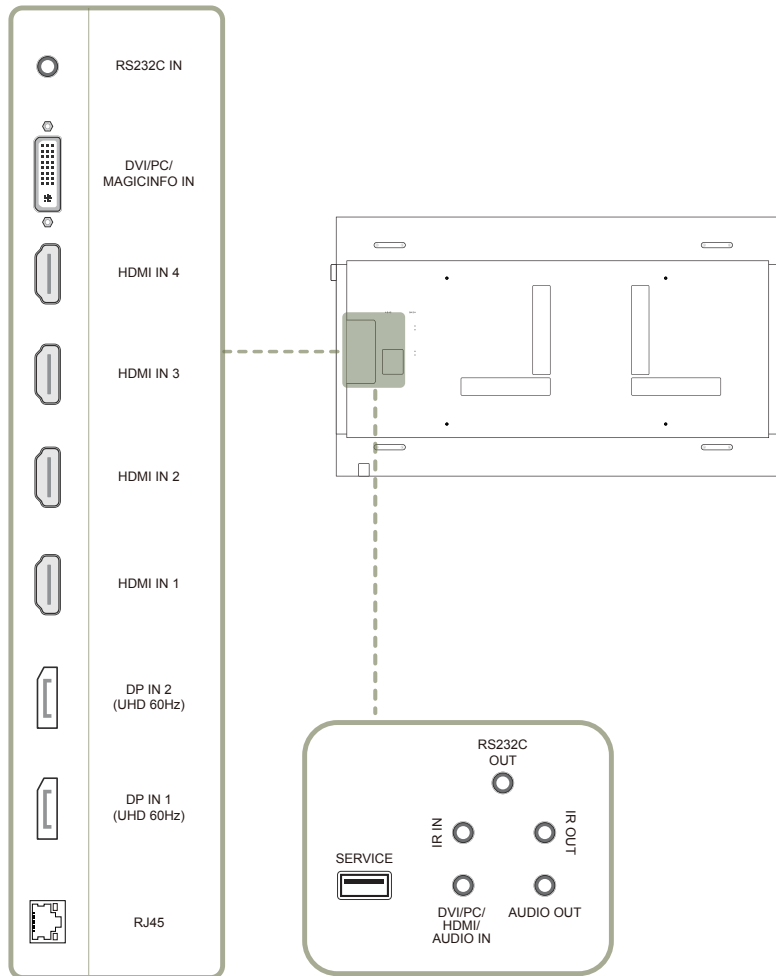 RS232C IN
DVI/PC/
MAGICINFO IN
HDMI IN 4
HDMI IN 3
HDMI IN 2
HDMI IN 1
DP IN 2
(UHD 60Hz)
DP IN 1
(UHD 60Hz)
RJ45
RS232C
OUT
IR IN
IR OUT
SERVICE
DVI/PC/
HDMI/
AUDIO IN
AUDIO OUT